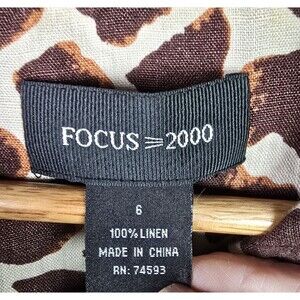 FOCUS ⪖ 2000
6
100% LINEN
MADE IN CHINA
RN: 74593